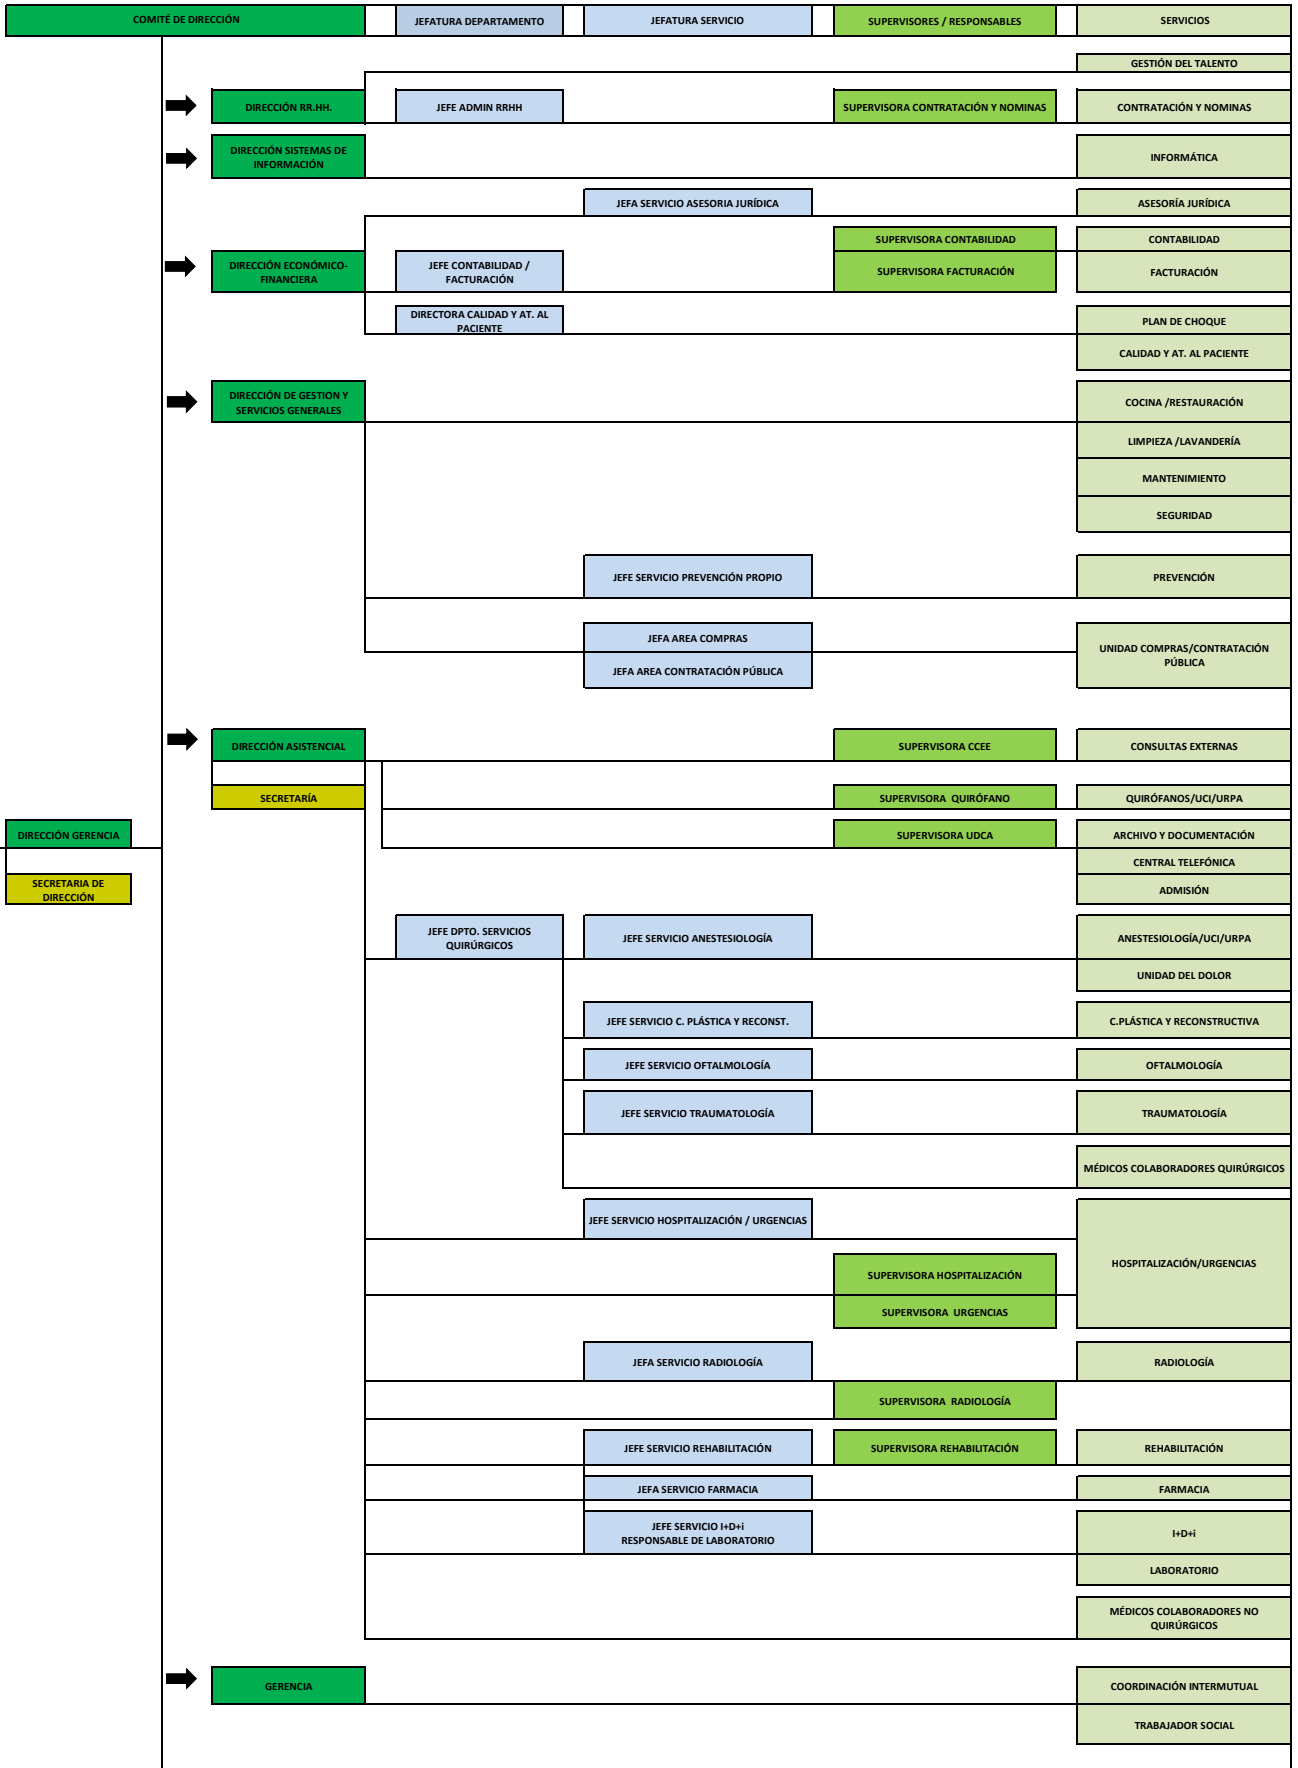 COMITÉ DE DIRECCIÓN
JEFATURA DEPARTAMENTO
JEFATURA SERVICIO
SUPERVISORES / RESPONSABLES
SERVICIOS
GESTIÓN DEL TALENTO
DIRECCIÓN RR.HH.
JEFE ADMIN RRHH
SUPERVISORA CONTRATACIÓN Y NOMINAS
CONTRATACIÓN Y NOMINAS
DIRECCIÓN SISTEMAS DE
INFORMACIÓN
INFORMÁTICA
JEFA SERVICIO ASESORIA JURÍDICA
ASESORÍA JURÍDICA
SUPERVISORA CONTABILIDAD
CONTABILIDAD
DIRECCIÓN ECONÓMICO-
FINANCIERA
JEFE CONTABILIDAD /
FACTURACIÓN
SUPERVISORA FACTURACIÓN
FACTURACIÓN
DIRECTORA CALIDAD Y AT. AL
PACIENTE
PLAN DE CHOQUE
CALIDAD Y AT. AL PACIENTE
DIRECCIÓN DE GESTION Y
SERVICIOS GENERALES
COCINA /RESTAURACIÓN
LIMPIEZA /LAVANDERÍA
MANTENIMIENTO
SEGURIDAD
JEFE SERVICIO PREVENCIÓN PROPIO
PREVENCIÓN
JEFA AREA COMPRAS
JEFA AREA CONTRATACIÓN PÚBLICA
UNIDAD COMPRAS/CONTRATACIÓN
PÚBLICA
DIRECCIÓN ASISTENCIAL
SUPERVISORA CCEE
CONSULTAS EXTERNAS
SECRETARÍA
SUPERVISORA QUIRÓFANO
QUIRÓFANOS/UCI/URPA
DIRECCIÓN GERENCIA
SUPERVISORA UDCA
ARCHIVO Y DOCUMENTACIÓN
CENTRAL TELEFÓNICA
SECRETARIA DE
DIRECCIÓN
ADMISIÓN
JEFE DPTO. SERVICIOS
QUIRÚRGICOS
JEFE SERVICIO ANESTESIOLOGÍA
ANESTESIOLOGÍA/UCI/URPA
UNIDAD DEL DOLOR
JEFE SERVICIO C. PLÁSTICA Y RECONST.
C.PLÁSTICA Y RECONSTRUCTIVA
JEFE SERVICIO OFTALMOLOGÍA
OFTALMOLOGÍA
JEFE SERVICIO TRAUMATOLOGÍA
TRAUMATOLOGÍA
MÉDICOS COLABORADORES QUIRÚRGICOS
JEFE SERVICIO HOSPITALIZACIÓN / URGENCIAS
HOSPITALIZACIÓN/URGENCIAS
SUPERVISORA HOSPITALIZACIÓN
SUPERVISORA URGENCIAS
JEFA SERVICIO RADIOLOGÍA
RADIOLOGÍA
SUPERVISORA RADIOLOGÍA
JEFE SERVICIO REHABILITACIÓN
SUPERVISORA REHABILITACIÓN
REHABILITACIÓN
JEFA SERVICIO FARMACIA
FARMACIA
JEFE SERVICIO I+D+i
RESPONSABLE DE LABORATORIO
I+D+i
LABORATORIO
MÉDICOS COLABORADORES NO
QUIRÚRGICOS
GERENCIA
COORDINACIÓN INTERMUTUAL
TRABAJADOR SOCIAL